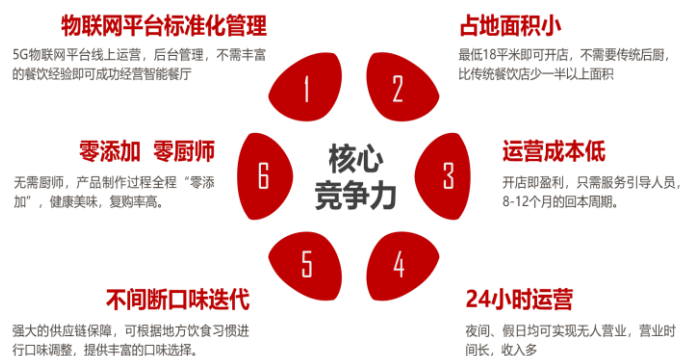 物联网平台标准化管理
5G物联网平台线上运营，后台管理，不需丰富
的餐饮经验即可成功经营智能餐厅
1
占地面积小
最低18平米即可开店，不需要传统后厨，
比传统餐饮店少一半以上面积
2
运营成本低
开店即盈利，只需服务引导人员，
8-12个月的回本周期。
3
24小时运营
夜间、假日均可实现无人营业，营业时
间长，收入多
4
不间断口味迭代
强大的供应链保障，可根据地方饮食习惯进
行口味调整，提供丰富的口味选择。
5
零添加 零厨师
无需厨师，产品制作过程全程“零添
加”，健康美味，复购率高。
6
核心
竞争力